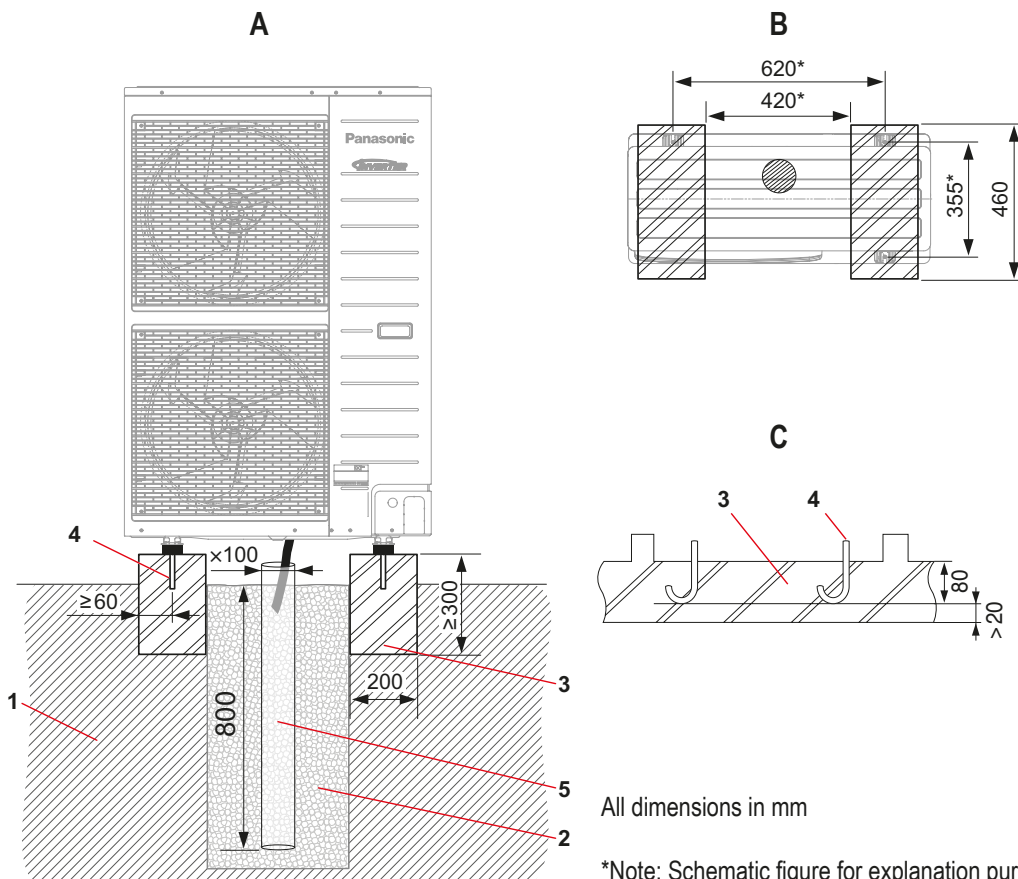 A
B
620*
420*
355*
460
Panasonic
INVERTER
C
3
4
80
>20
4
×100
≥60
≥300
200
800
3
1
5
2
All dimensions in mm
*Note: Schematic figure for explanation pur